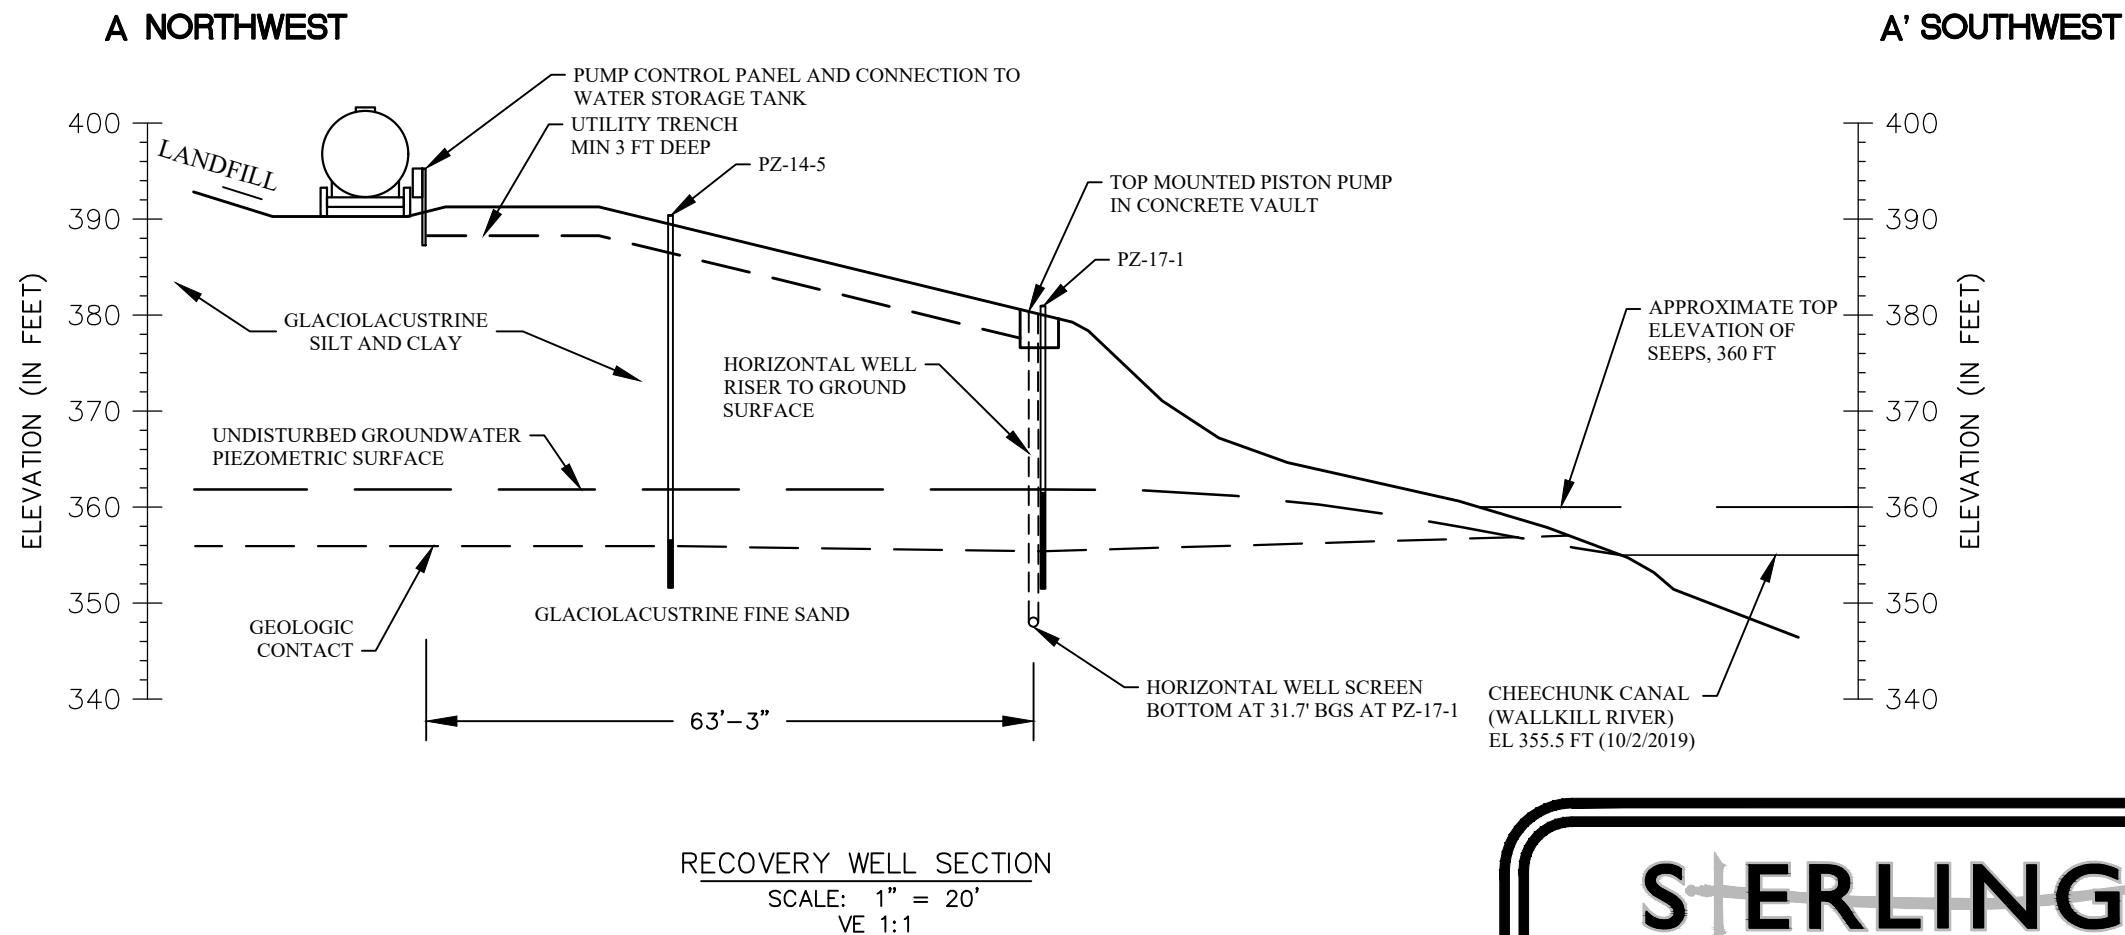 A NORTHWEST
A' SOUTHWEST
PUMP CONTROL PANEL AND CONNECTION TO
WATER STORAGE TANK
UTILITY TRENCH
MIN 3 FT DEEP
PZ-14-5
LANDFILL
TOP MOUNTED PISTON PUMP
IN CONCRETE VAULT
PZ-17-1
400
390
380
370
360
350
340
ELEVATION (IN FEET)
GLACIOLACUSTRINE
SILT AND CLAY
HORIZONTAL WELL
RISER TO GROUND
SURFACE
APPROXIMATE TOP
ELEVATION OF
SEEPS, 360 FT
400
390
380
370
360
350
340
ELEVATION (IN FEET)
UNDISTURBED GROUNDWATER
PIEZOMETRIC SURFACE
GLACIOLACUSTRINE FINE SAND
GEOLOGIC
CONTACT
HORIZONTAL WELL SCREEN
BOTTOM AT 31.7' BGS AT PZ-17-1
CHEECHUNK CANAL
(WALLKILL RIVER)
EL 355.5 FT (10/2/2019)
63'-3"
RECOVERY WELL SECTION
SCALE: 1" = 20'
VE 1:1
STERLING